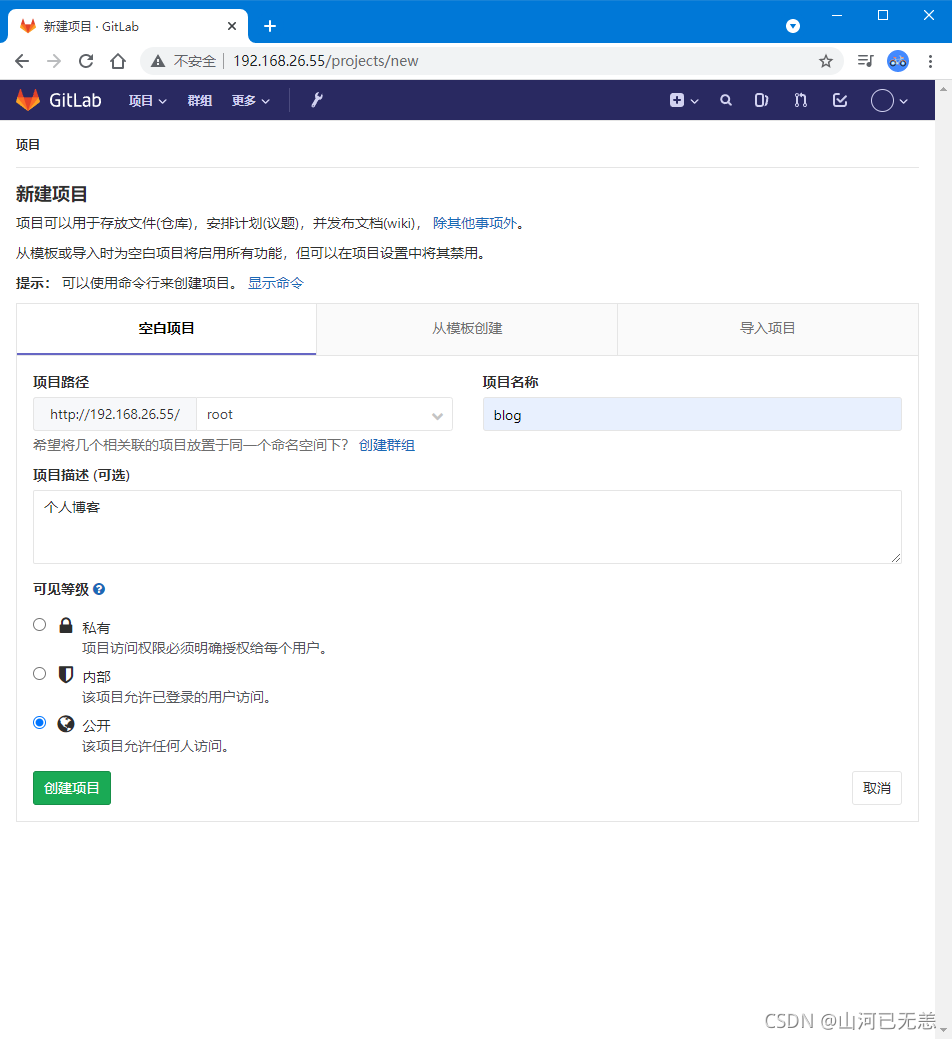 新建项目 · GitLab
不安全 192.168.26.55/projects/new
GitLab 项目 群组 更多
项目
新建项目
项目可以用于存放文件(仓库)，安排计划(议题)，并发布文档(wiki)， 除其他事项外。
从模板或导入时为空白项目将启用所有功能，但可以在项目设置中将其禁用。
提示： 可以使用命令行来创建项目。 显示命令
空白项目 从模板创建 导入项目
项目路径 项目名称
http://192.168.26.55/ root blog
希望将几个相关联的项目放置于同一个命名空间下？ 创建群组
项目描述 (可选)
个人博客
可见等级
私有
项目访问权限必须明确授权给每个用户。
内部
该项目允许已登录的用户访问。
公开
该项目允许任何人访问。
创建项目 取消
CSDN @山河已无恙